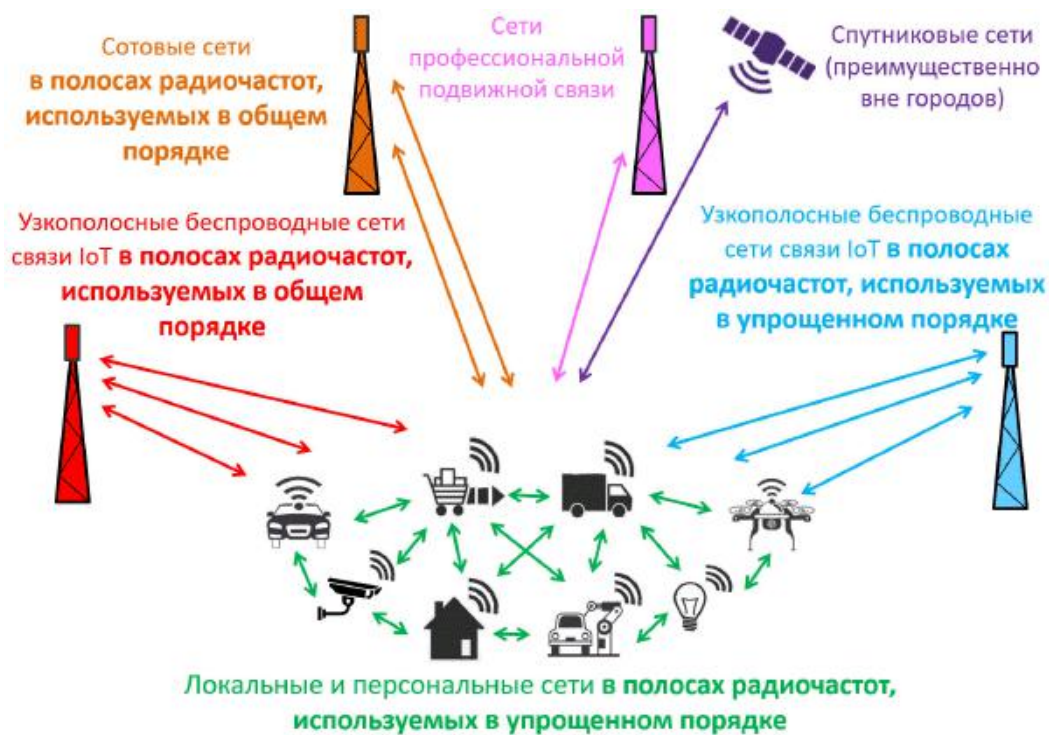 Сотовые сети
в полосах радиочастот,
используемых в общем
порядке
Сети
профессиональной
подвижной связи
Спутниковые сети
(преимущественно
вне городов)
Узкополосные беспроводные сети
связи IoT в полосах радиочастот,
используемых в общем
порядке
Узкополосные беспроводные
сети связи IoT в полосах
радиочастот, используемых
в упрощенном порядке
Локальные и персональные сети в полосах радиочастот,
используемых в упрощенном порядке